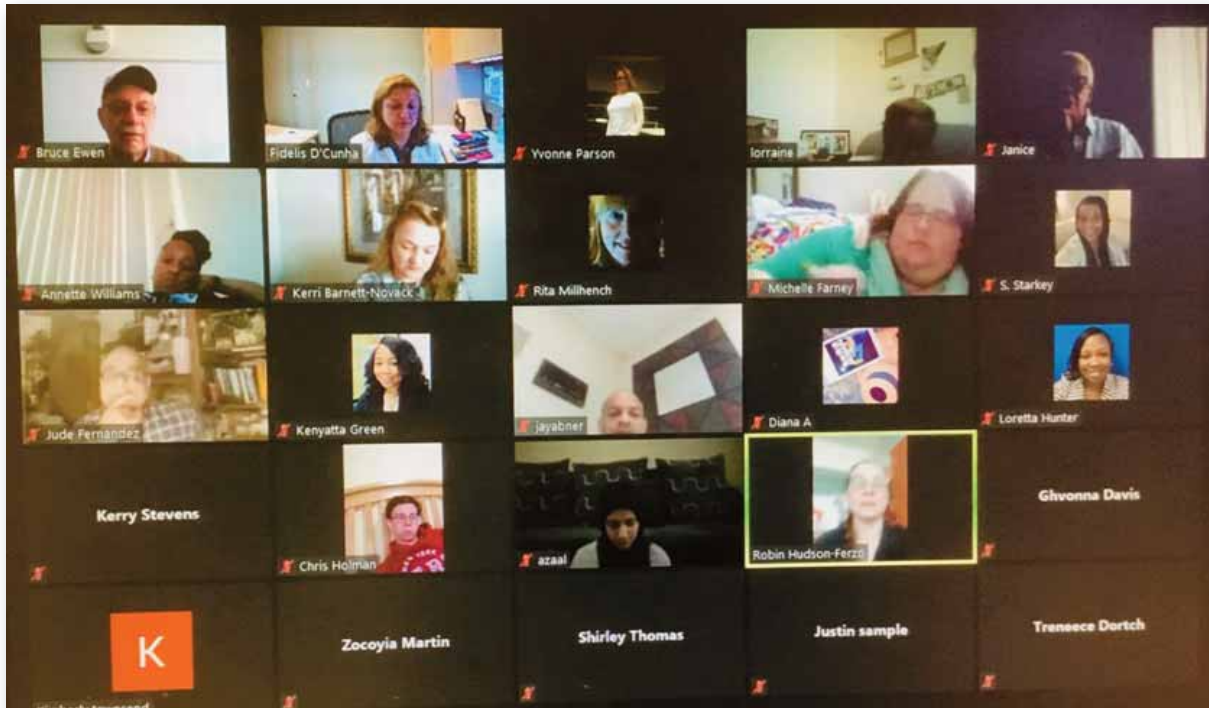 Bruce Ewen
Fidelis D'Cunha
Yvonne Parson
lorraine
Janice
Annette Williams
Kerri Barnett-Novack
Rita Millhench
Michelle Farney
S. Starkey
Jude Fernandez
Kenyatta Green
jayabner
Diana A
Loretta Hunter
Kerry Stevens
Chris Holman
azaal
Robin Hudson-Ferzo
Ghvonna Davis
K
Zocoyia Martin
Shirley Thomas
Justin sample
Treneece Dortch